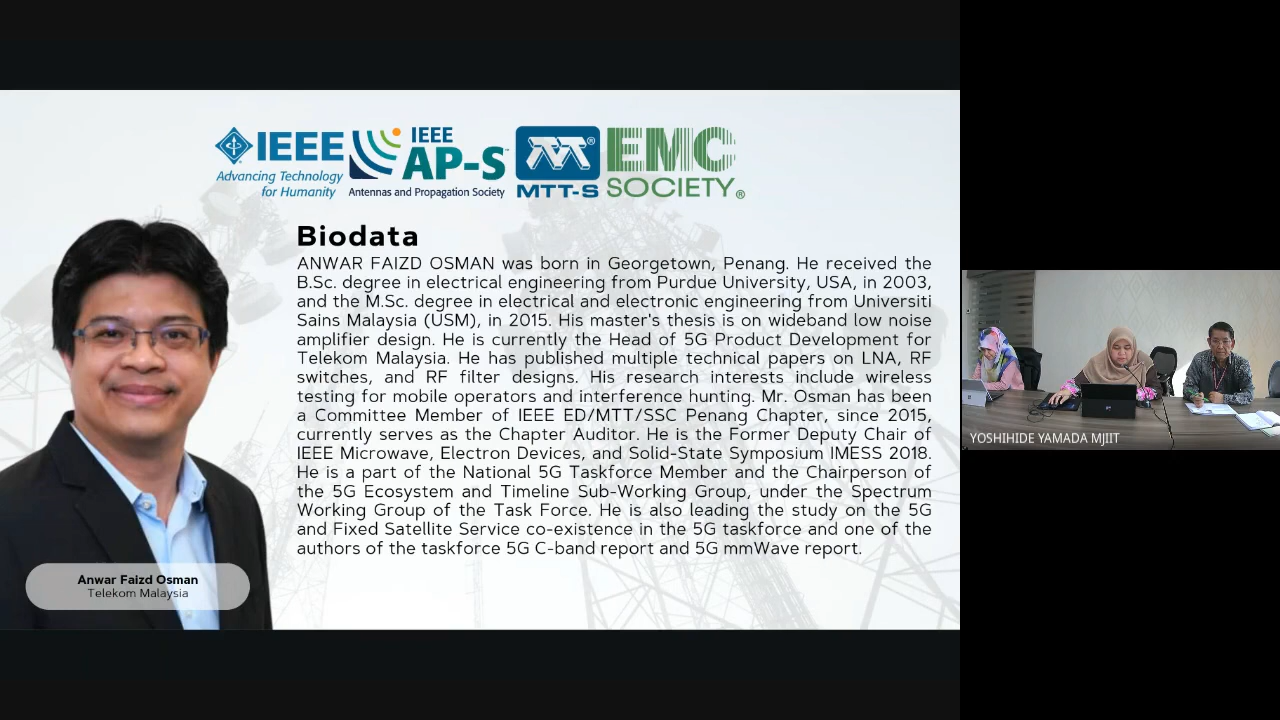 IEEE
Advancing Technology
for Humanity
IEEE
AP-S
Antennas and Propagation Society
MTT-S
EMC
SOCIETY
Biodata
ANWAR FAIZD OSMAN was born in Georgetown, Penang. He received the
B.Sc. degree in electrical engineering from Purdue University, USA, in 2003,
and the M.Sc. degree in electrical and electronic engineering from Universiti
Sains Malaysia (USM), in 2015. His master's thesis is on wideband low noise
amplifier design. He is currently the Head of 5G Product Development for
Telekom Malaysia. He has published multiple technical papers on LNA, RF
switches, and RF filter designs. His research interests include wireless
testing for mobile operators and interference hunting. Mr. Osman has been
a Committee Member of IEEE ED/MTT/SSC Penang Chapter, since 2015,
currently serves as the Chapter Auditor. He is the Former Deputy Chair of
IEEE Microwave, Electron Devices, and Solid-State Symposium IMESS 2018.
He is a part of the National 5G Taskforce Member and the Chairperson of
the 5G Ecosystem and Timeline Sub-Working Group, under the Spectrum
Working Group of the Task Force. He is also leading the study on the 5G
and Fixed Satellite Service co-existence in the 5G taskforce and one of the
authors of the taskforce 5G C-band report and 5G mmWave report.
Anwar Faizd Osman
Telekom Malaysia
YOSHIHIDE YAMADA MJIIT